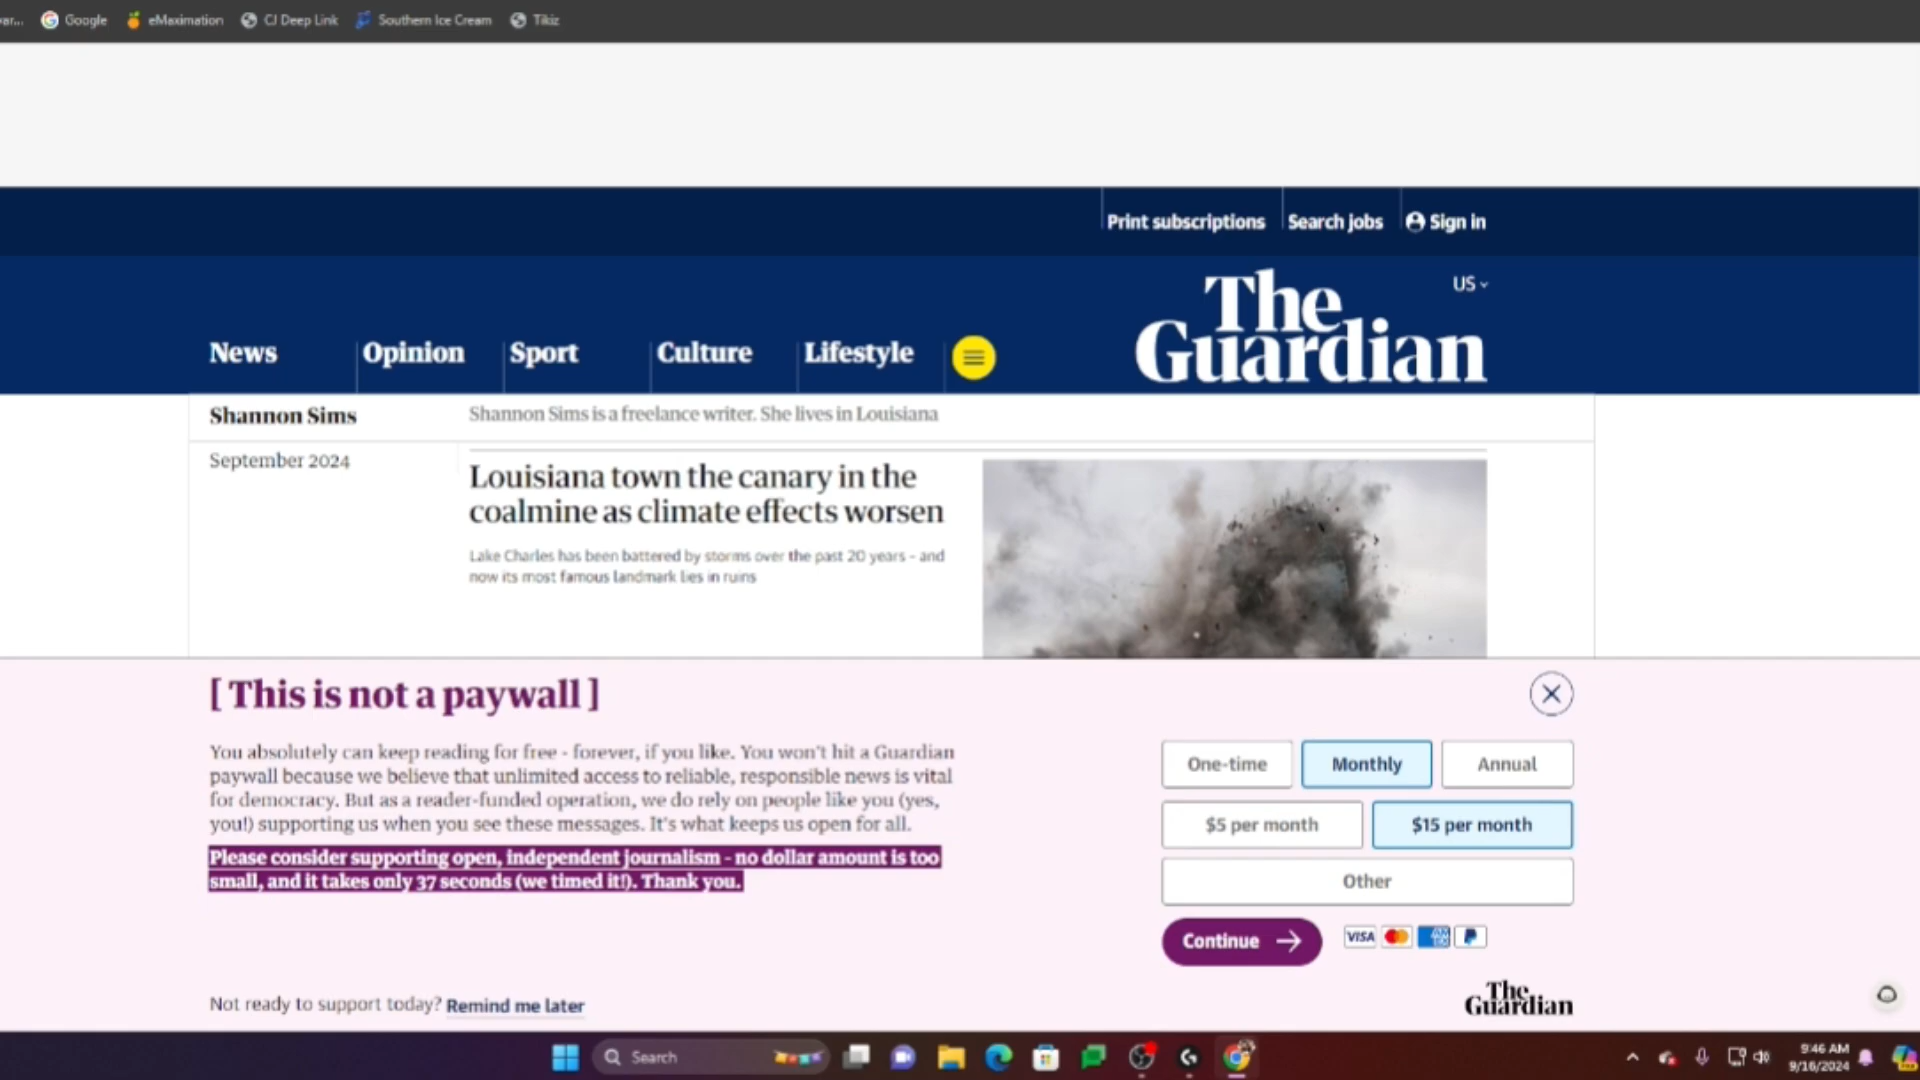 Google
eMaximation
CJ Deep Link
Southern Ice Cream
Tikiz
Print subscriptions
Search jobs
Sign in
US
The
Guardian
News
Opinion
Sport
Culture
Lifestyle
Shannon Sims
Shannon Sims is a freelance writer. She lives in Louisiana
September 2024
Louisiana town the canary in the
coalmine as climate effects worsen
Lake Charles has been battered by storms over the past 20 years - and
now its most famous landmark lies in ruins
[ This is not a paywall ]
You absolutely can keep reading for free - forever, if you like. You won't hit a Guardian
paywall because we believe that unlimited access to reliable, responsible news is vital
for democracy. But as a reader-funded operation, we do rely on people like you (yes,
you!) supporting us when you see these messages. It's what keeps us open for all.
Please consider supporting open, independent journalism - no dollar amount is too
small, and it takes only 37 seconds (we timed it!). Thank you.
One-time
Monthly
Annual
$5 per month
$15 per month
Other
Continue
VISA
Not ready to support today? Remind me later
The
Guardian
Search
9:46 AM
9/16/2024